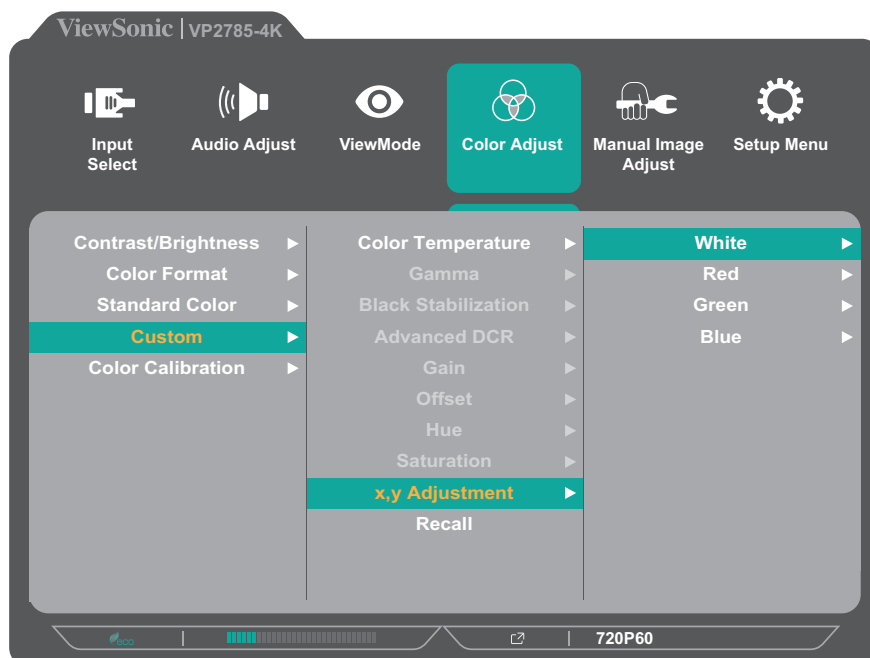 ViewSonic | VP2785-4K
Input Select
Audio Adjust
ViewMode
Color Adjust
Manual Image Adjust
Setup Menu
Contrast/Brightness
Color Format
Standard Color
Custom
Color Calibration
Color Temperature
Gamma
Black Stabilization
Advanced DCR
Gain
Offset
Hue
Saturation
x,y Adjustment
Recall
White
Red
Green
Blue
eco
720P60